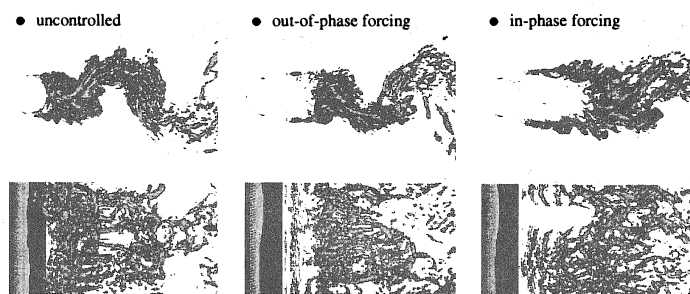 ● uncontrolled
● out-of-phase forcing
● in-phase forcing